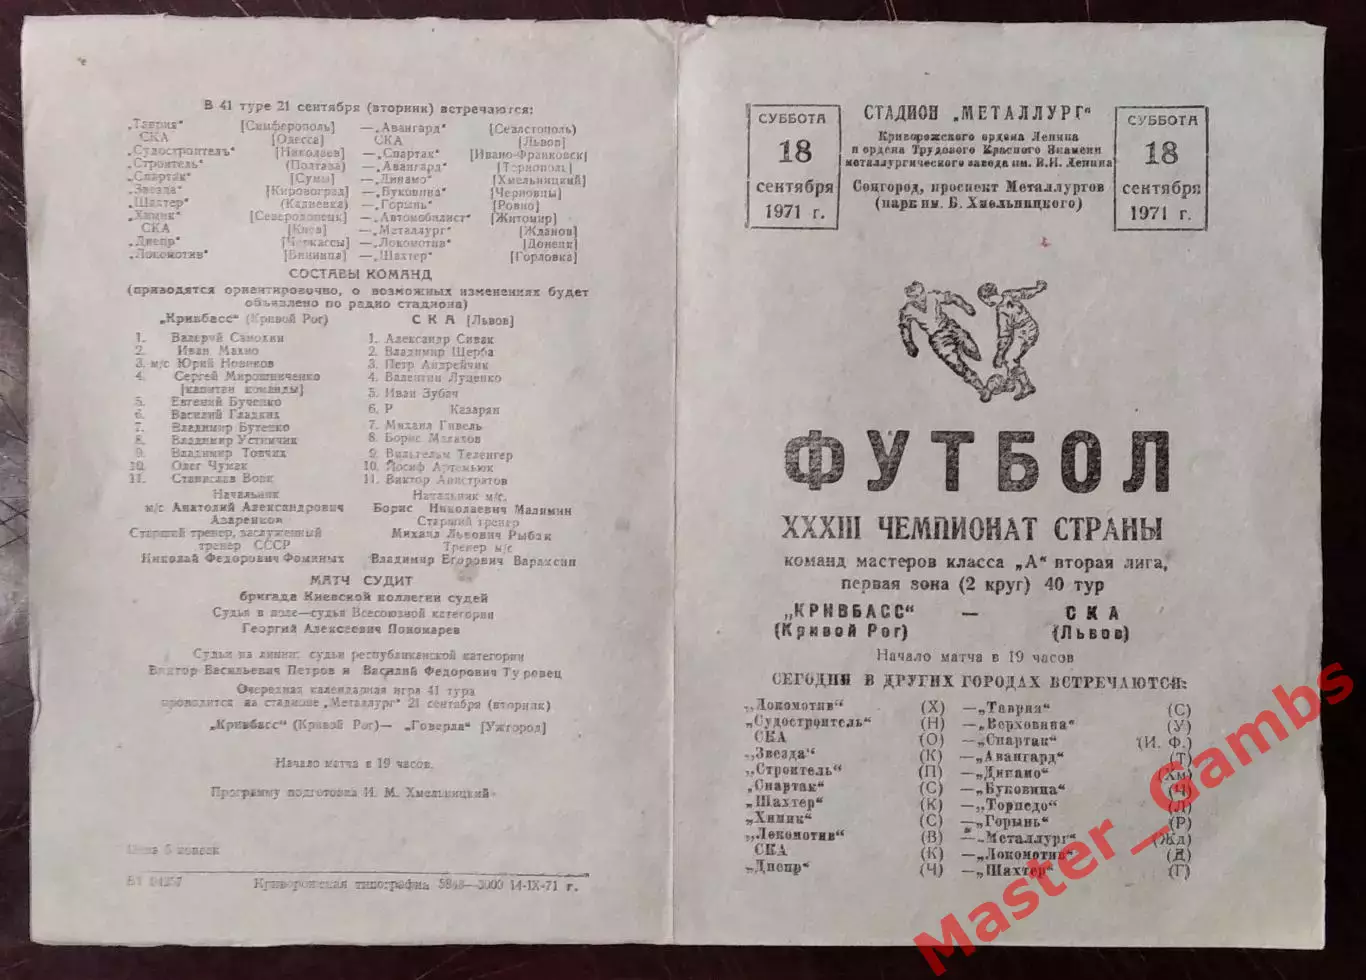 В 41 туре 21 сентября (вторник) встречаются:
„Таврия“ [Симферополь] —„Авангард“ [Севастополь)
СКА [Одесса] СКА [Львов]
„Судостроитель“ [Николаев] —„Спартак“ [Ивано-Франковск]
„Строитель“ (Полтава) —„Авангард“ [Тернополь]
„Спартак“ [Сумы] —„Динамо“ [Хмельницкий]
„Звезда“ [Кировоград] —„Буковина“ [Черновцы]
„Шахтер“ (Кадиевка) —„Горынь“ [Ровно]
„Химик“ [Северодонецк] —„Автомобилист“ [Житомир]
СКА [Киев] —„Металлург“ [Жданов]
„Днепр“ [Черкассы] —„Локомотив“ [Донецк]
„Локомотив“ [Винница] —„Шахтер“ [Горловка]
СОСТАВЫ КОМАНД
(приводятся ориентировочно, о возможных изменениях будет
объявлено по радио стадиона)
„Кривбасс“ (Кривой Рог)
1. Валерий Самохин
2. Иван Махно
3. м/с Юрий Новиков
4. Сергей Мирошниченко
[капитан команды]
5. Евгений Бученко
6. Василий Гладких
7. Владимир Бутенко
8. Владимир Устимчик
9. Владимир Товчих
10. Олег Чумак
11. Станислав Вовк
Начальник
м/с Анатолий Александрович
Азаренков
Старший тренер, заслуженный
тренер СССР
Николай Федорович Фоминых
С К А [Львов]
1. Александр Сивак
2. Владимир Щерба
3. Петр Андрейчик
4. Валентин Луценко
5. Иван Зубач
6. Р Казарян
7. Михаил Гивель
8. Борис Малахов
9. Вильгельм Теленгер
10. Йосиф Артемьюк
11. Виктор Аристратов
Начальник м/с.
Борис Николаевич Малямин
Старший тренер
Михаил Львович Рыбак
Тренер м/с
Владимир Егорович Вараксин
МАТЧ СУДИТ
бригада Киевской коллегии судей
Судья в поле—судья Всесоюзной категории
Георгий Алексеевич Пономарев
Судьи на линии: судьи республиканской категории
Виктор Васильевич Петров и Василий Федорович Туровец
Очередная календарная игра 41 тура
проводится на стадионе „Металлург“ 21 сентября (вторник)
„Кривбасс“ (Кривой Рог)— „Говерла“ [Ужгород]
Начало матча в 19 часов.
Программу подготовил И. М. Хмельницкий
Цена 5 копеек
Криворожская типография 3000 14-IX-71 г.
СУББОТА
18
сентября
1971 г.
СТАДИОН „МЕТАЛЛУРГ“
Криворожского ордена Ленина
и ордена Трудового Красного Знамени
металлургического завода им. В.И. Ленина
Соцгород, проспект Металлургов
(парк им. Б. Хмельницкого)
СУББОТА
18
сентября
1971 г.
ФУТБОЛ
XXXIII ЧЕМПИОНАТ СТРАНЫ
команд мастеров класса „А“ вторая лига,
первая зона (2 круг) 40 тур
„КРИВБАСС“ — СКА
(Кривой Рог) (Львов)
Начало матча в 19 часов
СЕГОДНЯ В ДРУГИХ ГОРОДАХ ВСТРЕЧАЮТСЯ:
„Локомотив“ (Х) —„Таврия“ (С)
„Судостроитель“ (Н) —„Верховина“ (У)
СКА (О) —„Спартак“ (И. Ф.)
„Звезда“ (К) —„Авангард“ (Т)
„Строитель“ (П) —„Динамо“ (Хм)
„Спартак“ (С) —„Буковина“ (Ч)
„Шахтер“ (К) —„Торпедо“ (Л)
„Химик“ (С) —„Горынь“ (Р)
„Локомотив“ (В) —„Металлург“ (Жд)
СКА (К) —„Локомотив“ (Д)
„Днепр“ (Ч) —„Шахтер“ (Г)
Master_Gambs